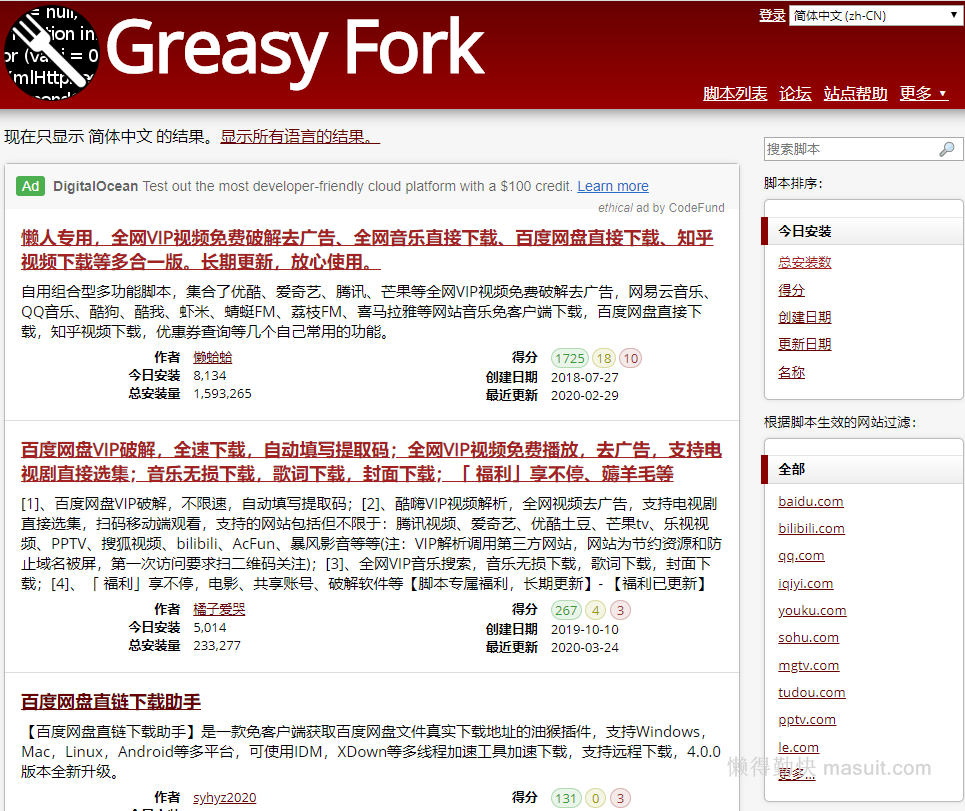 = null,
tion in
or (va i = 0
XmlHttp
Greasy Fork
登录 简体中文 (zh-CN)
脚本列表 论坛 站点帮助 更多
现在只显示 简体中文 的结果。显示所有语言的结果。
搜索脚本
脚本排序：
今日安装
总安装数
得分
创建日期
更新日期
名称
根据脚本生效的网站过滤：
全部
baidu.com
bilibili.com
qq.com
iqiyi.com
youku.com
sohu.com
mgtv.com
tudou.com
pptv.com
le.com
更多...
Ad DigitalOcean Test out the most developer-friendly cloud platform with a $100 credit. Learn more
ethical ad by CodeFund
懒人专用，全网VIP视频免费破解去广告、全网音乐直接下载、百度网盘直接下载、知乎
视频下载等多合一版。长期更新，放心使用。
自用组合型多功能脚本，集合了优酷、爱奇艺、腾讯、芒果等全网VIP视频免费破解去广告，网易云音乐、
QQ音乐、酷狗、酷我、虾米、蜻蜓FM、荔枝FM、喜马拉雅等网站音乐免客户端下载，百度网盘直接下
载，知乎视频下载，优惠券查询等几个自己常用的功能。
作者 懒蛤蛤 得分 1725 18 10
今日安装 8,134 创建日期 2018-07-27
总安装量 1,593,265 最近更新 2020-02-29
百度网盘VIP破解，全速下载，自动填写提取码；全网VIP视频免费播放，去广告，支持电
视剧直接选集；音乐无损下载，歌词下载，封面下载；「 福利」享不停、薅羊毛等
[1]、百度网盘VIP破解，不限速，自动填写提取码；[2]、酷嗨VIP视频解析，全网视频去广告，支持电视剧
直接选集，扫码移动端观看，支持的网站包括但不限于：腾讯视频、爱奇艺、优酷土豆、芒果tv、乐视视
频、PPTV、搜狐视频、bilibili、AcFun、暴风影音等等(注：VIP解析调用第三方网站，网站为节约资源和防
止域名被屏，第一次访问要求扫二维码关注)；[3]、全网VIP音乐搜索，音乐无损下载，歌词下载，封面下
载；[4]、「 福利」享不停，电影、共享账号、破解软件等【脚本专属福利，长期更新】-【福利已更新】
作者 橘子爱哭 得分 267 4 3
今日安装 5,014 创建日期 2019-10-10
总安装量 233,277 最近更新 2020-03-24
百度网盘直链下载助手
【百度网盘直链下载助手】是一款免客户端获取百度网盘文件真实下载地址的油猴插件，支持Windows，
Mac，Linux，Android等多平台，可使用IDM，XDown等多线程加速工具加速下载，支持远程下载，4.0.0
版本全新升级。
作者 syhyz2020 得分 131 0 3
懒得勤快 masuit.com